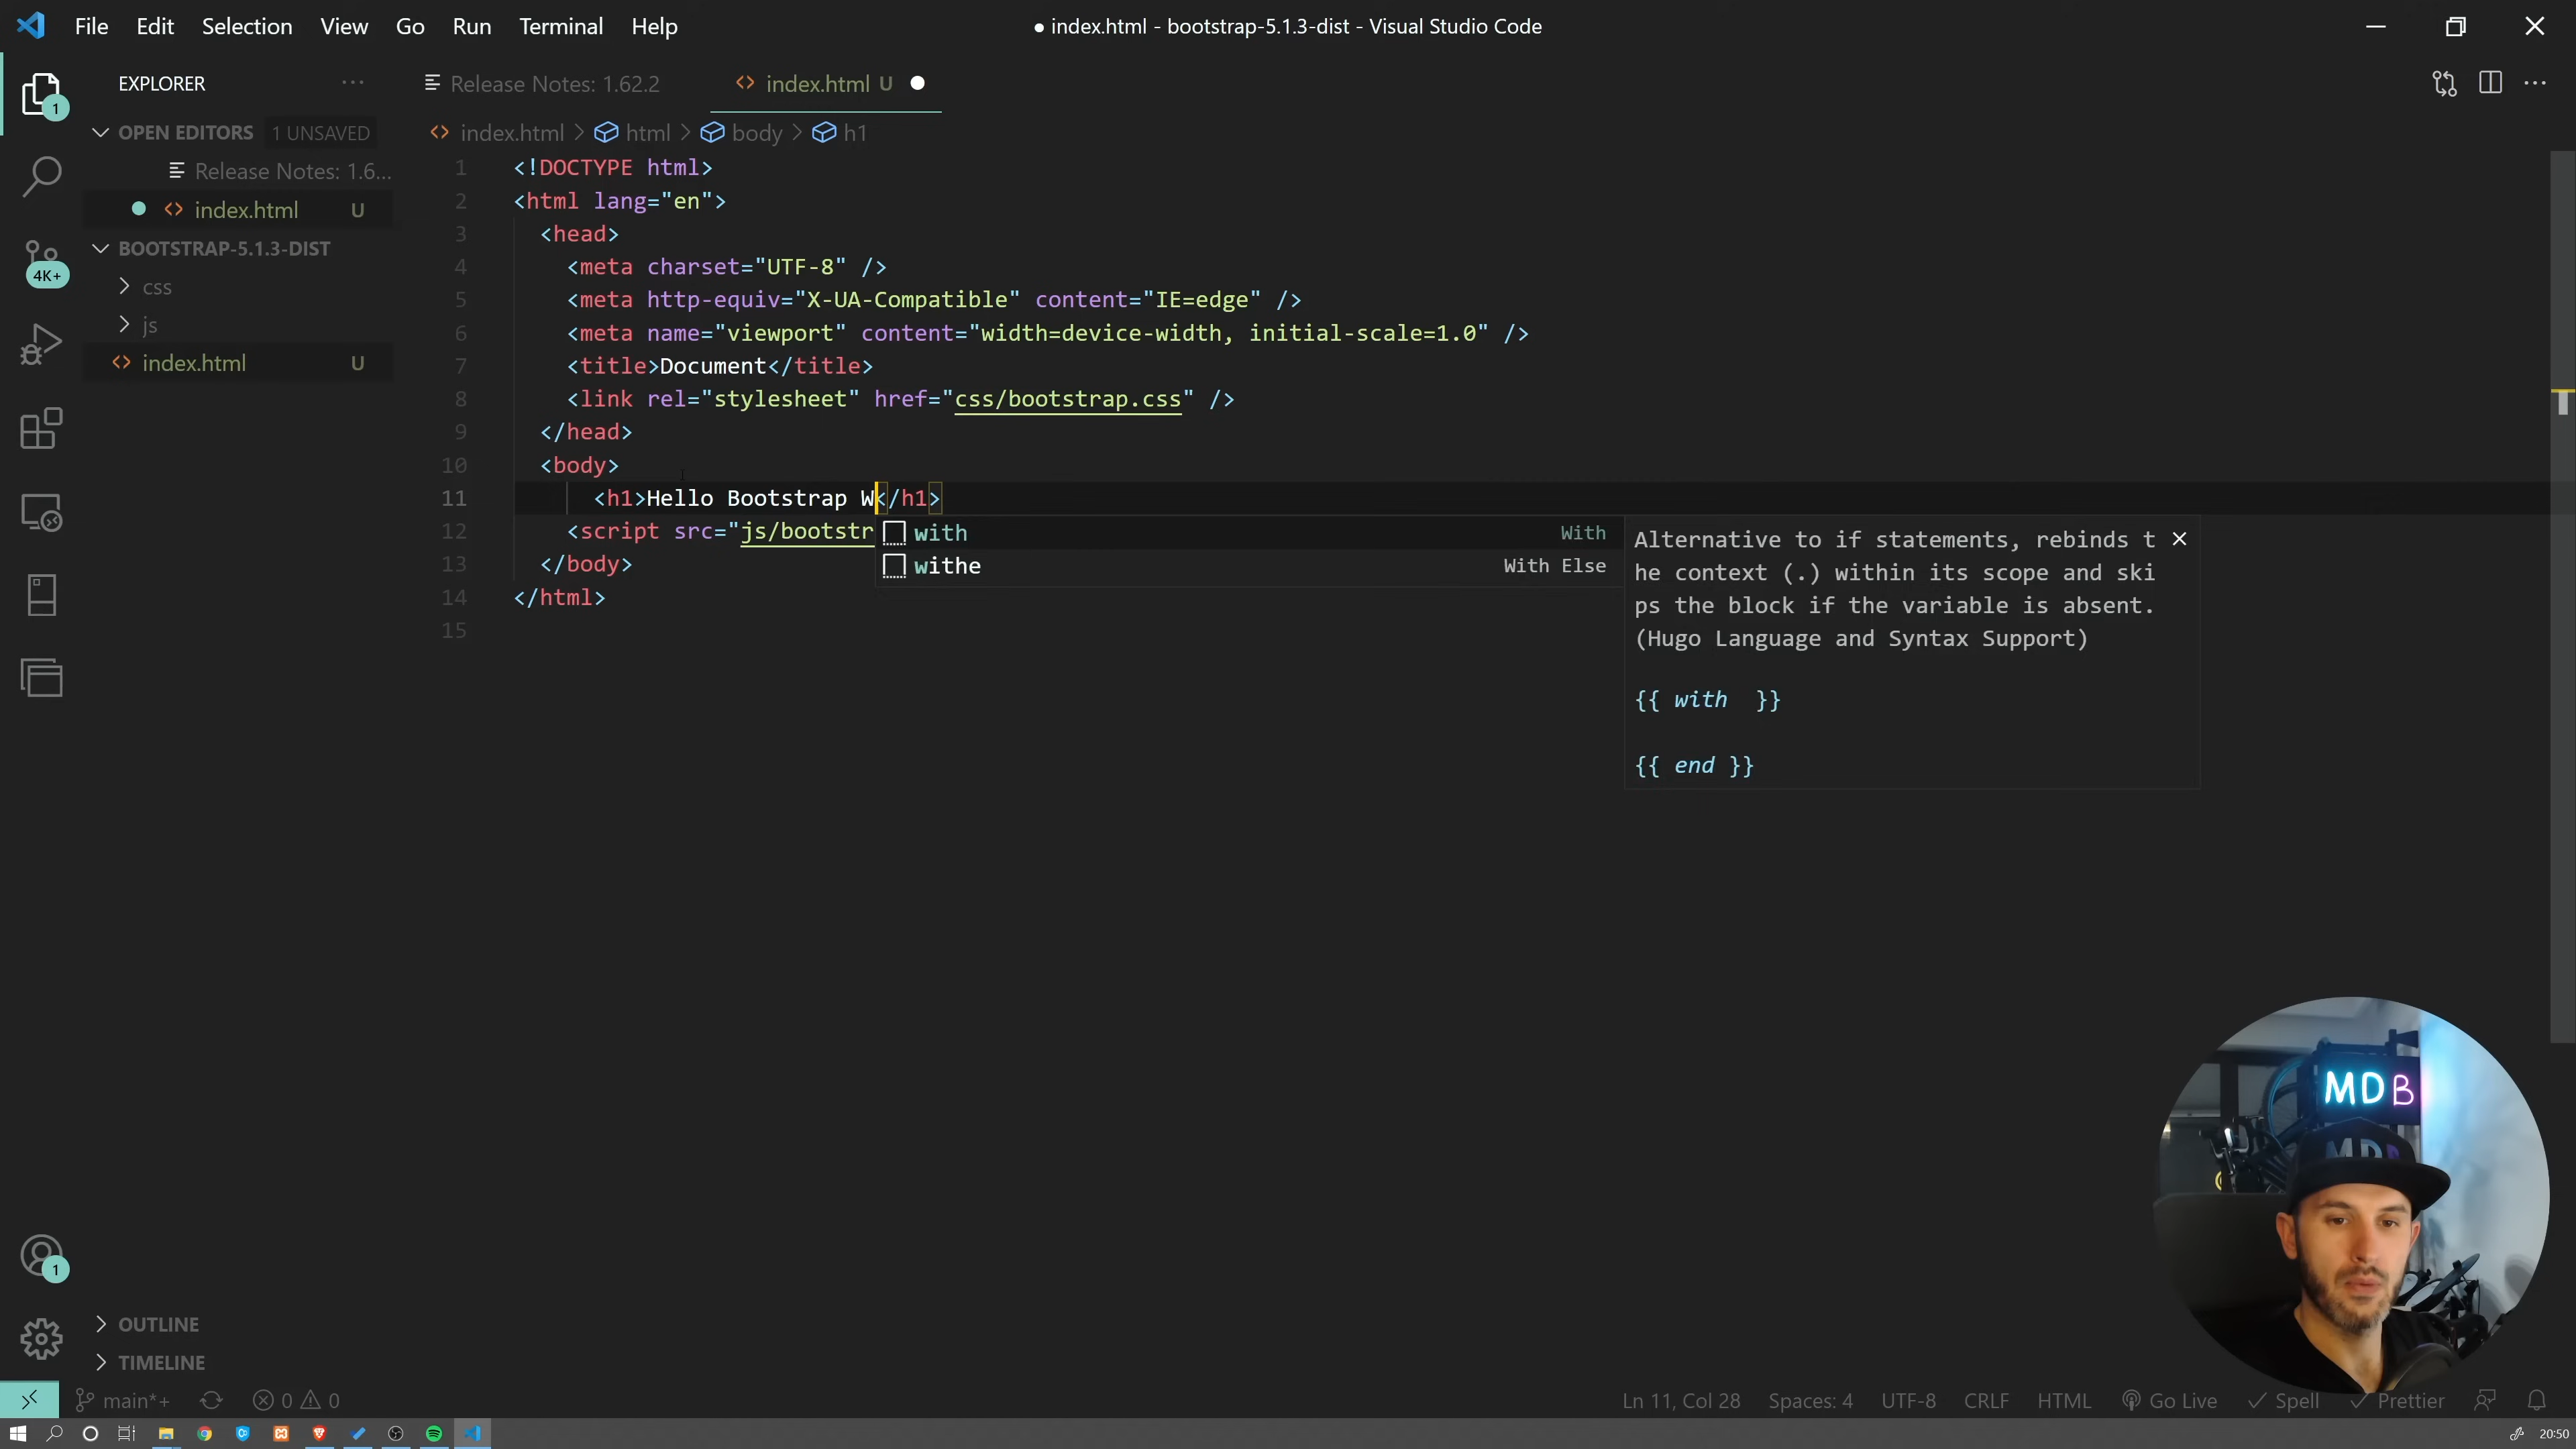 File Edit Selection View Go Run Terminal Help
● index.html - bootstrap-5.1.3-dist - Visual Studio Code
EXPLORER ...
Release Notes: 1.62.2
index.html U
1
OPEN EDITORS 1 UNSAVED
Release Notes: 1.6...
index.html U
BOOTSTRAP-5.1.3-DIST
css
js
index.html U
4K+
index.html > html > body > h1
1 <!DOCTYPE html>
2 <html lang="en">
3 <head>
4 <meta charset="UTF-8" />
5 <meta http-equiv="X-UA-Compatible" content="IE=edge" />
6 <meta name="viewport" content="width=device-width, initial-scale=1.0" />
7 <title>Document</title>
8 <link rel="stylesheet" href="css/bootstrap.css" />
9 </head>
10 <body>
11 <h1>Hello Bootstrap W</h1>
12 <script src="js/bootstr
13 </body>
14 </html>
15
with With
withe With Else
Alternative to if statements, rebinds t
he context (.) within its scope and ski
ps the block if the variable is absent.
(Hugo Language and Syntax Support)
{{ with }}
{{ end }}
MDB
MDB
1
OUTLINE
TIMELINE
main*+ 0 0
Ln 11, Col 28 Spaces: 4 UTF-8 CRLF HTML Go Live Spell Prettier
20:50